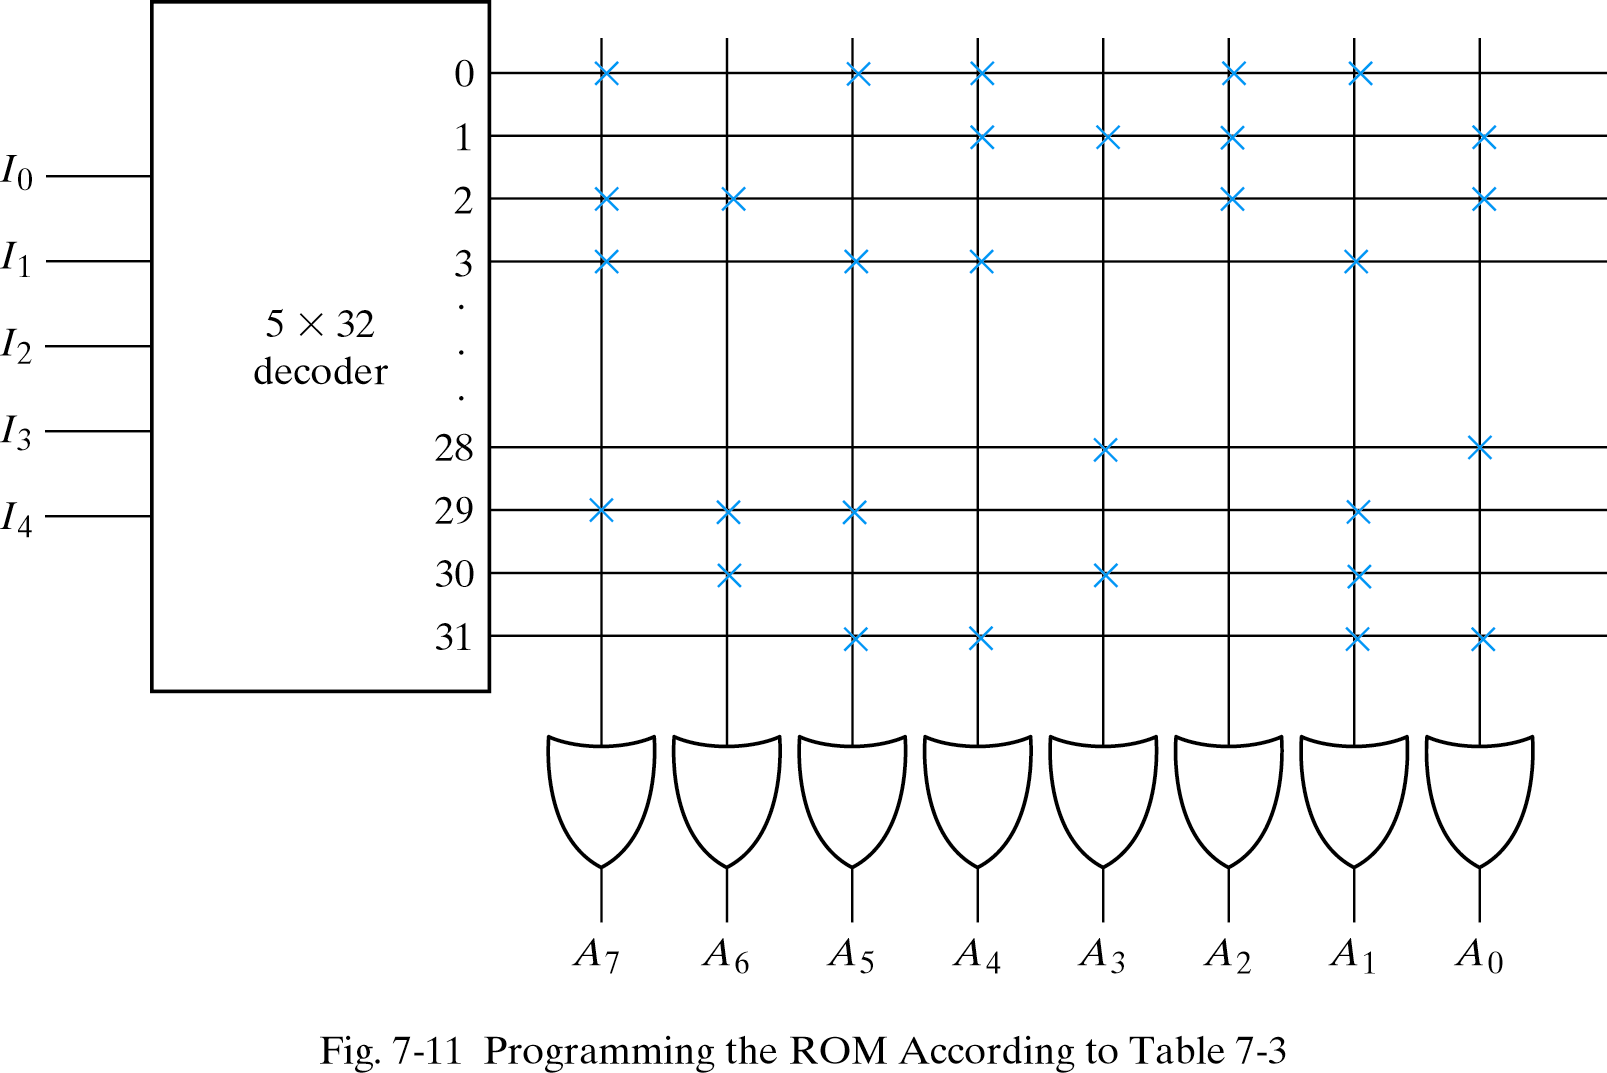 0
1
I0
2
I1
3
.
5 × 32
I2
.
decoder
.
I3
28
29
I4
30
31
A7 A6 A5 A4 A3 A2 A1 A0
Fig. 7-11 Programming the ROM According to Table 7-3